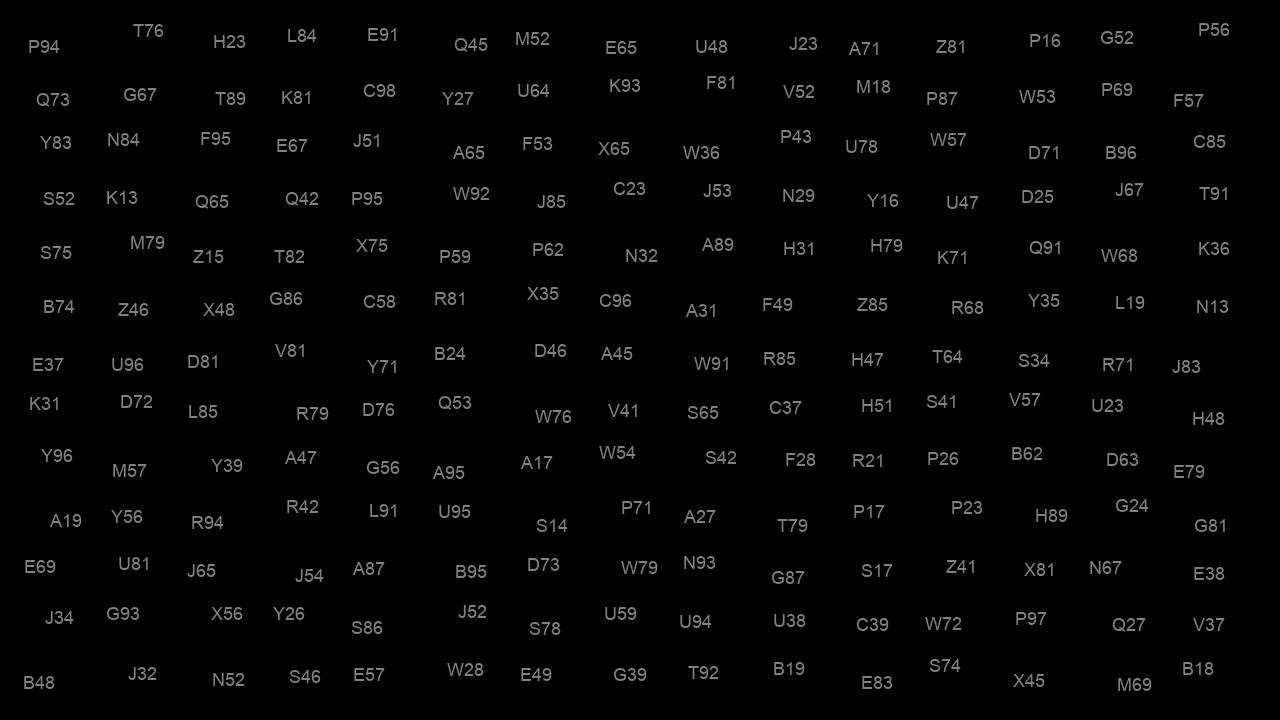 P94 T76 H23 L84 E91 Q45 M52 E65 U48 J23 A71 Z81 P16 G52 P56
Q73 G67 T89 K81 C98 Y27 U64 K93 F81 V52 M18 P87 W53 P69 F57
Y83 N84 F95 E67 J51 A65 F53 X65 W36 P43 U78 W57 D71 B96 C85
S52 K13 Q65 Q42 P95 W92 J85 C23 J53 N29 Y16 U47 D25 J67 T91
S75 M79 Z15 T82 X75 P59 P62 N32 A89 H31 H79 K71 Q91 W68 K36
B74 Z46 X48 G86 C58 R81 X35 C96 A31 F49 Z85 R68 Y35 L19 N13
E37 U96 D81 V81 Y71 B24 D46 A45 W91 R85 H47 T64 S34 R71 J83
K31 D72 L85 R79 D76 Q53 W76 V41 S65 C37 H51 S41 V57 U23 H48
Y96 M57 Y39 A47 G56 A95 A17 W54 S42 F28 R21 P26 B62 D63 E79
A19 Y56 R94 R42 L91 U95 S14 P71 A27 T79 P17 P23 H89 G24 G81
E69 U81 J65 J54 A87 B95 D73 W79 N93 G87 S17 Z41 X81 N67 E38
J34 G93 X56 Y26 S86 J52 S78 U59 U94 U38 C39 W72 P97 Q27 V37
B48 J32 N52 S46 E57 W28 E49 G39 T92 B19 E83 S74 X45 M69 B18